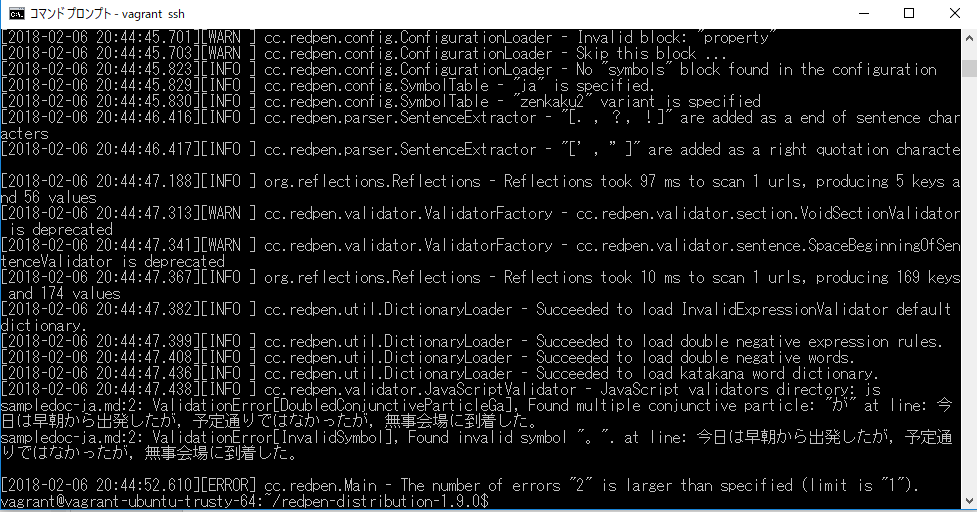 コマンド プロンプト - vagrant ssh
[2018-02-06 20:44:45.701][WARN ] cc.redpen.config.ConfigurationLoader - Invalid block: "property"
[2018-02-06 20:44:45.703][WARN ] cc.redpen.config.ConfigurationLoader - Skip this block ...
[2018-02-06 20:44:45.823][INFO ] cc.redpen.config.ConfigurationLoader - No "symbols" block found in the configuration
[2018-02-06 20:44:45.829][INFO ] cc.redpen.config.SymbolTable - "ja" is specified.
[2018-02-06 20:44:45.830][INFO ] cc.redpen.config.SymbolTable - "zenkaku2" variant is specified
[2018-02-06 20:44:46.416][INFO ] cc.redpen.parser.SentenceExtractor - "[．, ？, ！]" are added as a end of sentence char
acters
[2018-02-06 20:44:46.417][INFO ] cc.redpen.parser.SentenceExtractor - "[’, ”]" are added as a right quotation characte
[2018-02-06 20:44:47.188][INFO ] org.reflections.Reflections - Reflections took 97 ms to scan 1 urls, producing 5 keys a
nd 56 values
[2018-02-06 20:44:47.313][WARN ] cc.redpen.validator.ValidatorFactory - cc.redpen.validator.section.VoidSectionValidator
 is deprecated
[2018-02-06 20:44:47.341][WARN ] cc.redpen.validator.ValidatorFactory - cc.redpen.validator.sentence.SpaceBeginningOfSen
tenceValidator is deprecated
[2018-02-06 20:44:47.367][INFO ] org.reflections.Reflections - Reflections took 10 ms to scan 1 urls, producing 169 keys
 and 174 values
[2018-02-06 20:44:47.382][INFO ] cc.redpen.util.DictionaryLoader - Succeeded to load InvalidExpressionValidator default 
dictionary.
[2018-02-06 20:44:47.399][INFO ] cc.redpen.util.DictionaryLoader - Succeeded to load double negative expression rules.
[2018-02-06 20:44:47.408][INFO ] cc.redpen.util.DictionaryLoader - Succeeded to load double negative words.
[2018-02-06 20:44:47.436][INFO ] cc.redpen.util.DictionaryLoader - Succeeded to load katakana word dictionary.
[2018-02-06 20:44:47.438][INFO ] cc.redpen.validator.JavaScriptValidator - JavaScript validators directory: js
sampledoc-ja.md:2: ValidationError[DoubledConjunctiveParticleGa], Found multiple conjunctive particle: "が" at line: 今
日は早朝から出発したが，予定通りではなかったが，無事会場に到着した。
sampledoc-ja.md:2: ValidationError[InvalidSymbol], Found invalid symbol "。". at line: 今日は早朝から出発したが，予定通
りではなかったが，無事会場に到着した。
[2018-02-06 20:44:52.610][ERROR] cc.redpen.Main - The number of errors "2" is larger than specified (limit is "1").
vagrant@vagrant-ubuntu-trusty-64:~/redpen-distribution-1.9.0$